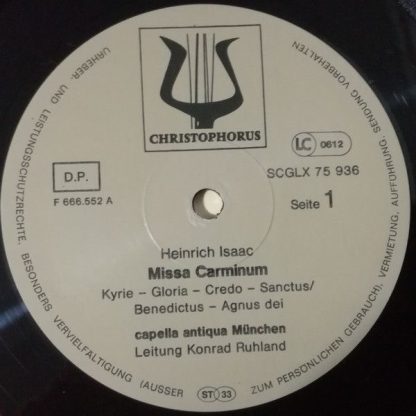 CHRISTOPHORUS
D.P.
F 666.552 A
LC 0612
SCGLX 75 936
Seite 1
Heinrich Isaac
Missa Carminum
Kyrie – Gloria – Credo – Sanctus/
Benedictus – Agnus dei
capella antiqua München
Leitung Konrad Ruhland
ST 33
URHEBER- UND LEISTUNGSSCHUTZRECHTE, BESONDERS VERVIELFÄLTIGUNG (AUSSER ZUM PERSÖNLICHEN GEBRAUCH), VERMIETUNG, AUFFÜHRUNG, SENDUNG VORBEHALTEN